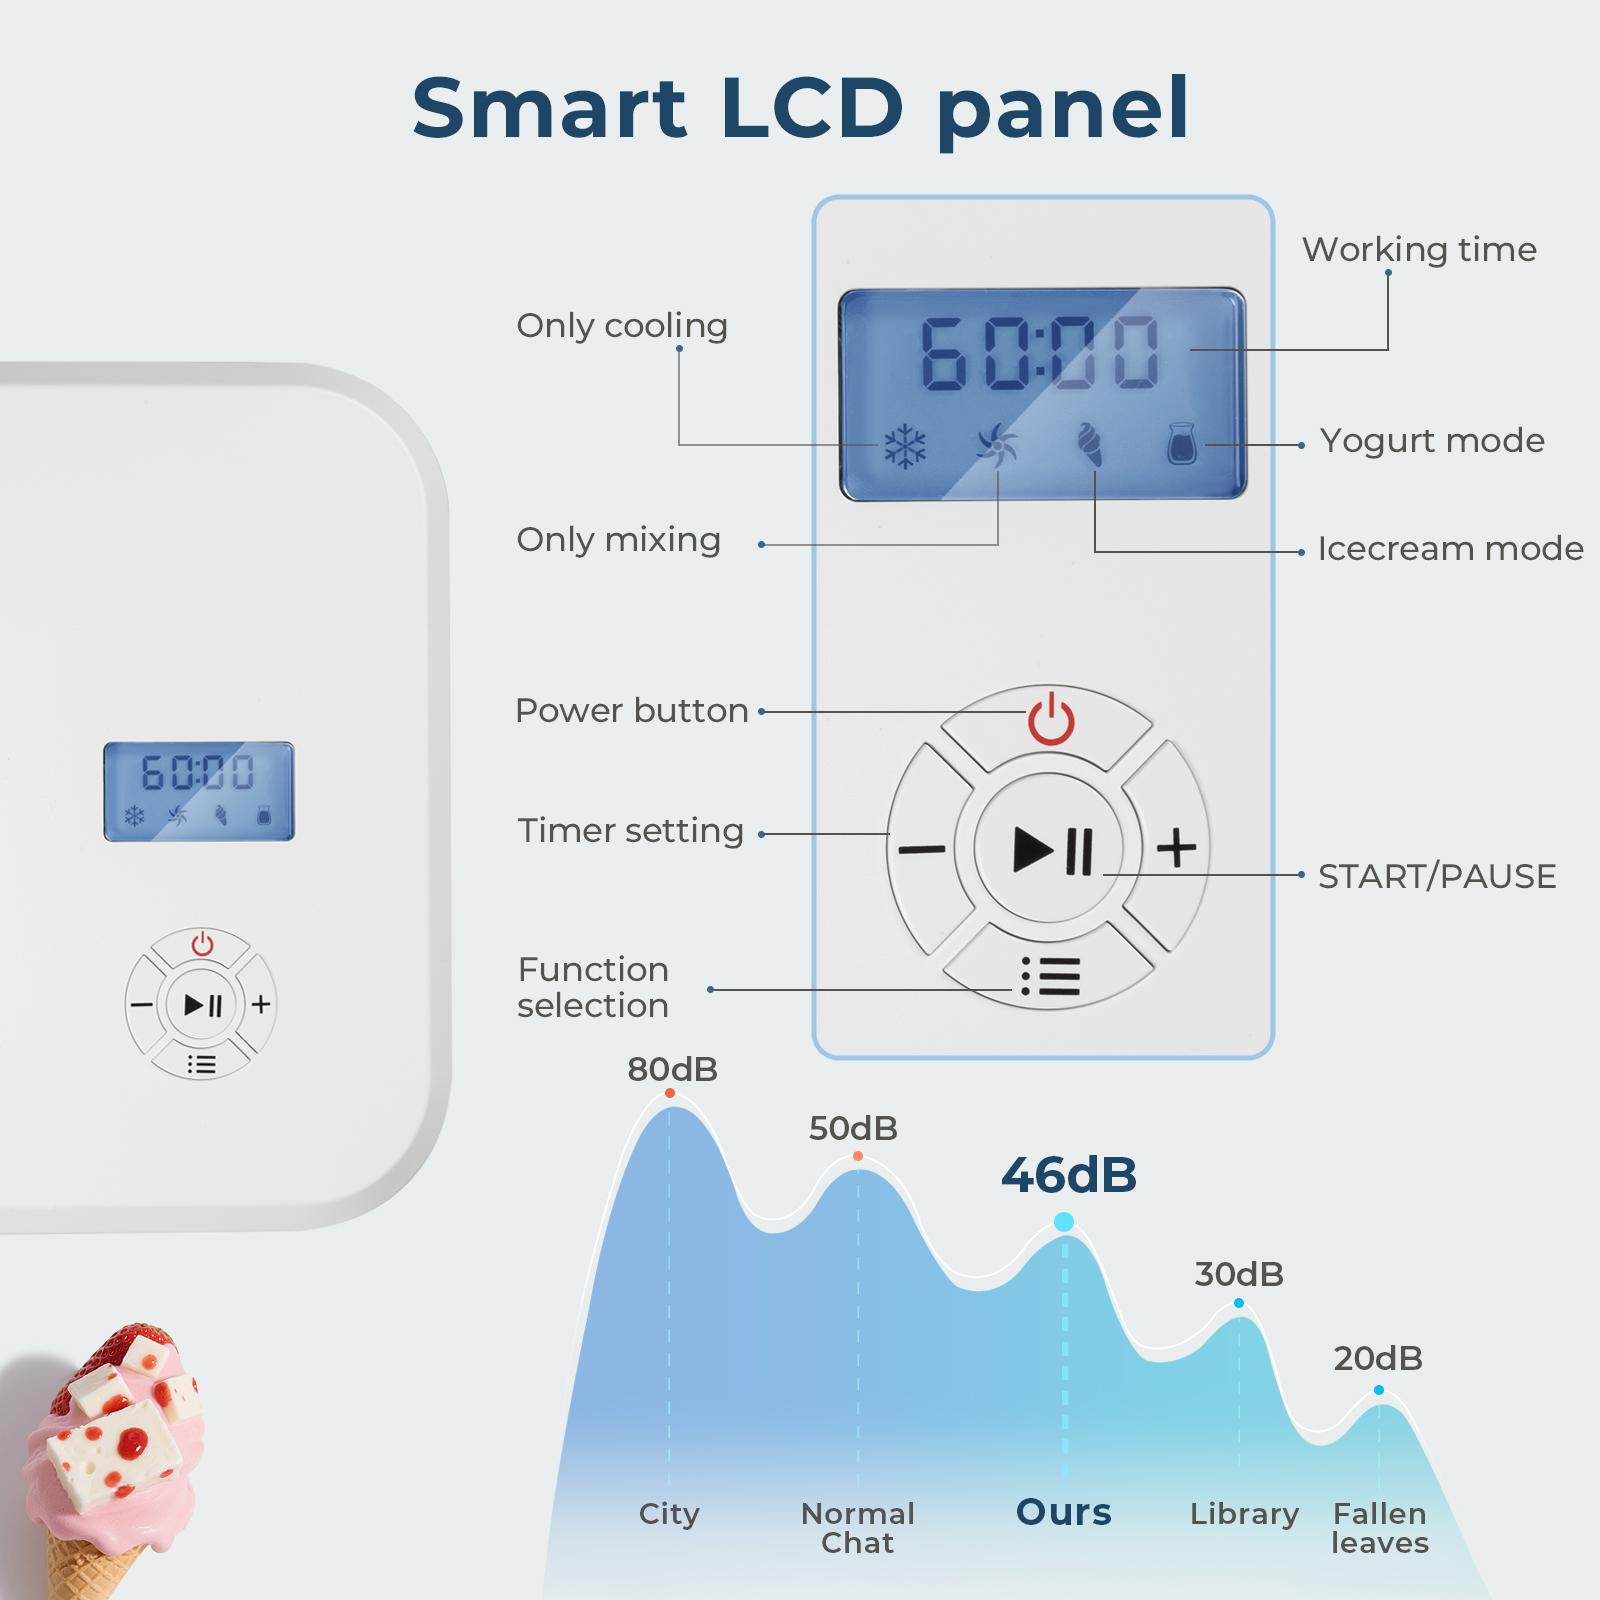 Smart LCD panel
Working time
Only cooling
60:00
Yogurt mode
Only mixing
Icecream mode
Power button
60:00
Timer setting
START/PAUSE
Function
selection
80dB
50dB
46dB
30dB
20dB
City
Normal
Chat
Ours
Library
Fallen
leaves